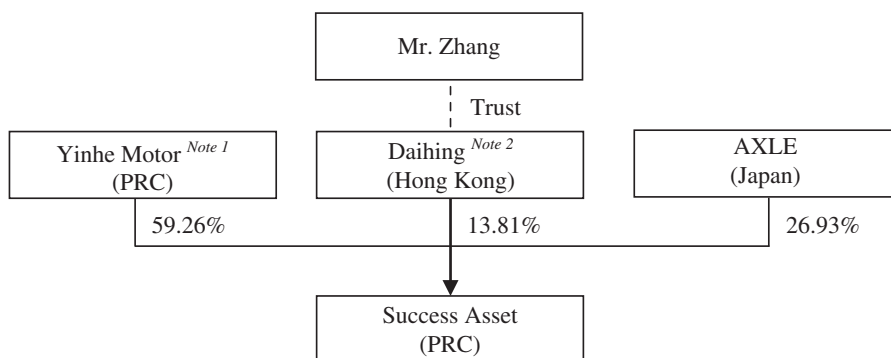 Mr. Zhang
Trust
Yinhe Motor Note 1
(PRC)
Daihing Note 2
(Hong Kong)
AXLE
(Japan)
59.26%
13.81%
26.93%
Success Asset
(PRC)